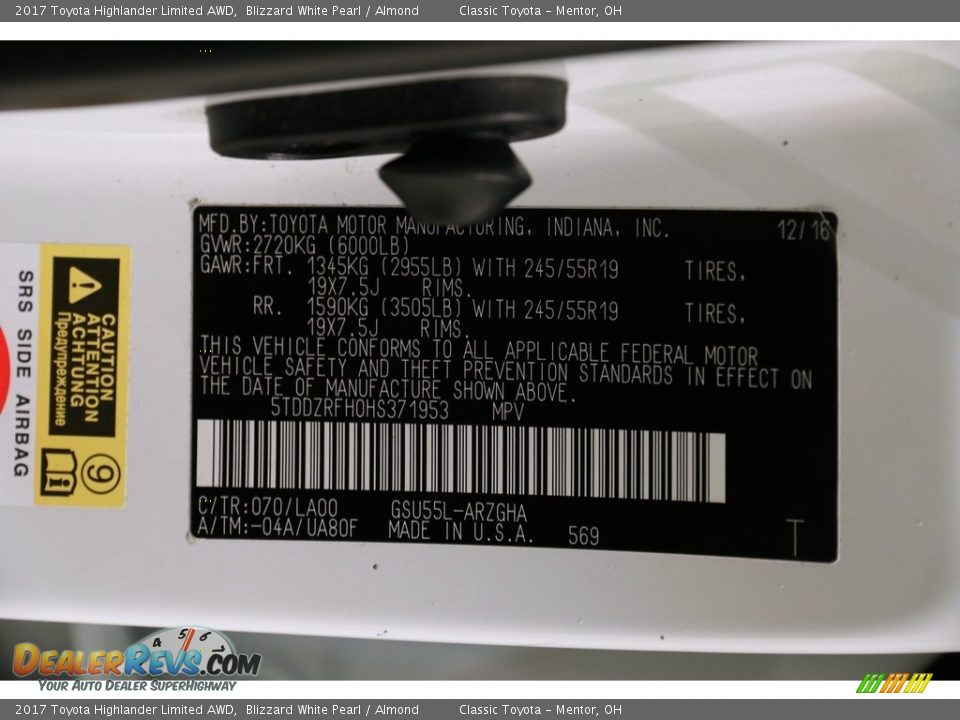 2017 Toyota Highlander Limited AWD, Blizzard White Pearl / Almond Classic Toyota – Mentor, OH
MFD.BY:TOYOTA MOTOR MANUFACTURING, INDIANA, INC. 12/16
GVWR:2720KG (6000LB)
GAWR:FRT. 1345KG (2955LB) WITH 245/55R19 TIRES,
19X7.5J RIMS.
RR. 1590KG (3505LB) WITH 245/55R19 TIRES,
19X7.5J RIMS.
THIS VEHICLE CONFORMS TO ALL APPLICABLE FEDERAL MOTOR
VEHICLE SAFETY AND THEFT PREVENTION STANDARDS IN EFFECT ON
THE DATE OF MANUFACTURE SHOWN ABOVE.
5TDDZRFH0HS371953 MPV
C/TR:070/LA00 GSU55L-ARZGHA
A/TM:-04A/UA80F MADE IN U.S.A. 569
T
CAUTION
ATTENTION
ACHTUNG
Предупреждение
9
i
SRS SIDE AIRBAG
4 5 6 7
DEALERREVS.COM
YOUR AUTO DEALER SUPERHIGHWAY
2017 Toyota Highlander Limited AWD, Blizzard White Pearl / Almond Classic Toyota – Mentor, OH